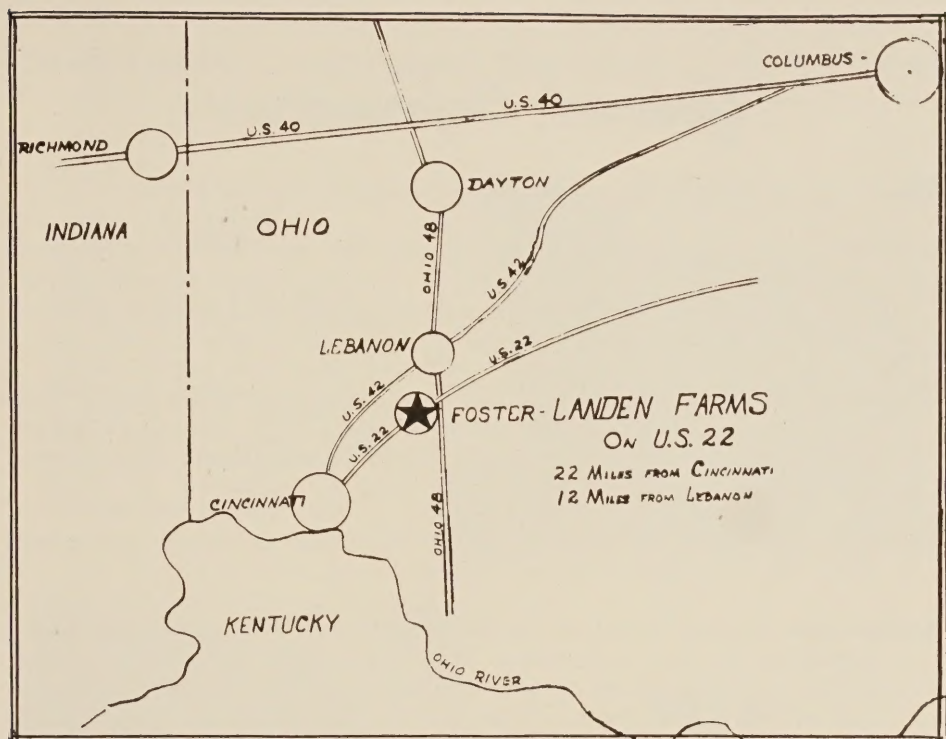 COLUMBUS -
U.S. 40
U.S. 40
RICHMOND
DAYTON
INDIANA
OHIO
OHIO 48
U.S. 42
LEBANON
U.S. 22
U.S. 42
FOSTER - LANDEN FARMS
ON U.S. 22
U.S. 22
22 MILES FROM CINCINNATI
12 MILES FROM LEBANON
CINCINNATI
OHIO 48
KENTUCKY
OHIO RIVER